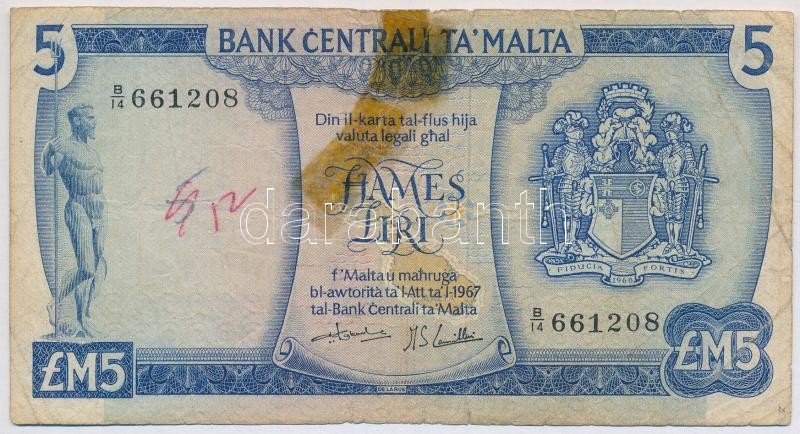 5 BANK ĊENTRALI TA' MALTA 5
B/14 661208
Din il-karta tal-flus hija
valuta legali għal
ĦAMES
LIRI
f'Malta u maħruġa
bl-awtorità ta' l-Att ta' l-1967
tal-Bank Ċentrali ta' Malta
FIDUCIA FORTIS
1966
B/14 661208
£M5 £M5
DE LA RUE
darabanth